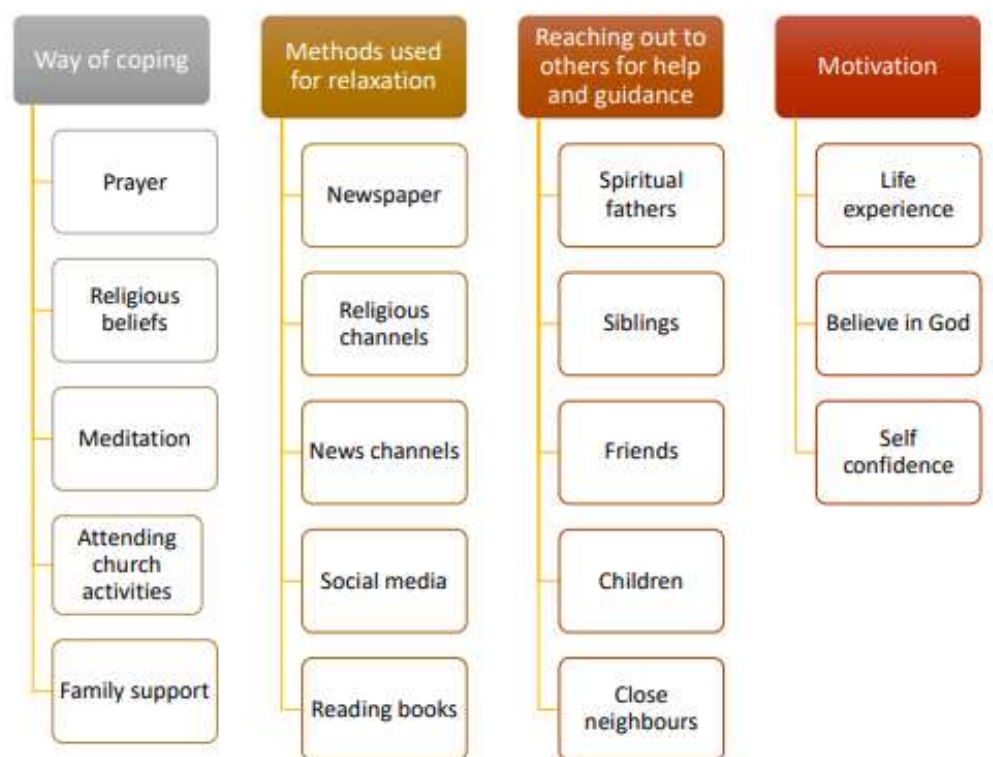 Way of coping
Prayer
Religious
beliefs
Meditation
Attending
church
activities
Family support
Methods used
for relaxation
Newspaper
Religious
channels
News channels
Social media
Reading books
Reaching out to
others for help
and guidance
Spiritual
fathers
Siblings
Friends
Children
Close
neighbours
Motivation
Life
experience
Believe in God
Self
confidence